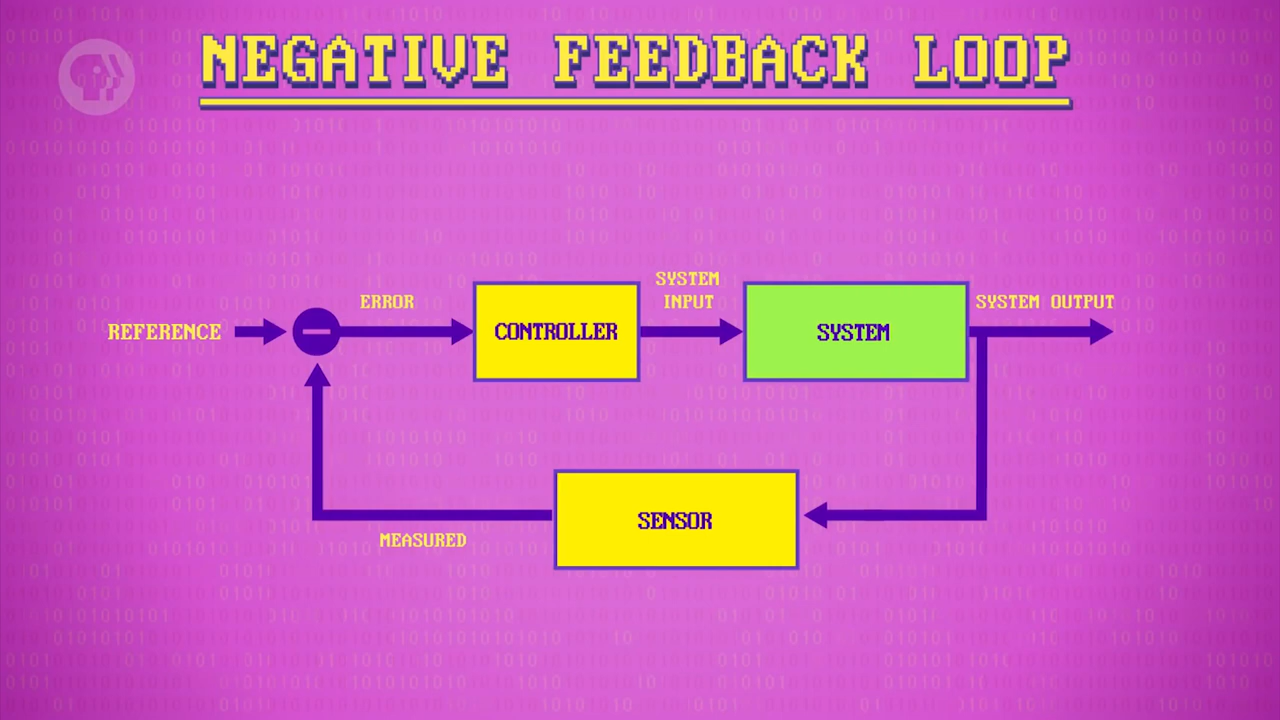 NEGATIVE FEEDBACK LOOP
SYSTEM
INPUT
ERROR
SYSTEM OUTPUT
REFERENCE
CONTROLLER
SYSTEM
SENSOR
MEASURED